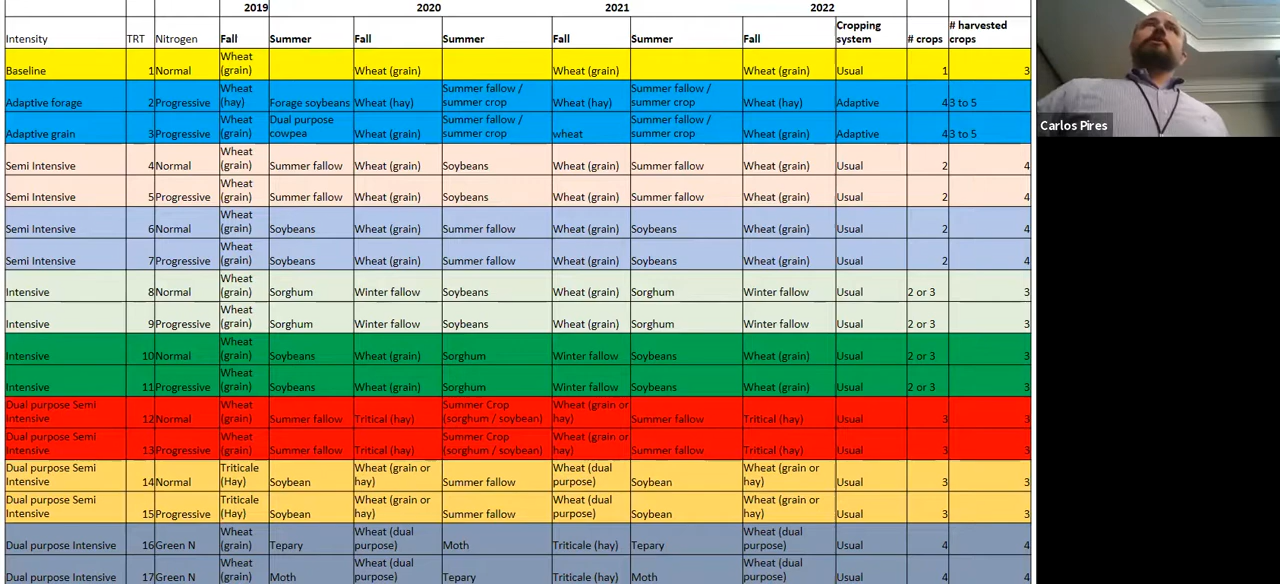 2019 2020 2021 2022
Intensity TRT Nitrogen Fall Summer Fall Summer Fall Summer Fall Cropping system # crops # harvested crops
Baseline 1 Normal Wheat (grain) Wheat (grain) Wheat (grain) Wheat (grain) Usual 1 3
Adaptive forage 2 Progressive Wheat (hay) Forage soybeans Wheat (hay) Summer fallow / summer crop Wheat (hay) Summer fallow / summer crop Wheat (hay) Adaptive 4 3 to 5
Adaptive grain 3 Progressive Wheat (grain) Dual purpose cowpea Wheat (grain) Summer fallow / summer crop wheat Summer fallow / summer crop Wheat (grain) Adaptive 4 3 to 5
Semi Intensive 4 Normal Wheat (grain) Summer fallow Wheat (grain) Soybeans Wheat (grain) Summer fallow Wheat (grain) Usual 2 4
Semi Intensive 5 Progressive Wheat (grain) Summer fallow Wheat (grain) Soybeans Wheat (grain) Summer fallow Wheat (grain) Usual 2 4
Semi Intensive 6 Normal Wheat (grain) Soybeans Wheat (grain) Summer fallow Wheat (grain) Soybeans Wheat (grain) Usual 2 4
Semi Intensive 7 Progressive Wheat (grain) Soybeans Wheat (grain) Summer fallow Wheat (grain) Soybeans Wheat (grain) Usual 2 4
Intensive 8 Normal Wheat (grain) Sorghum Winter fallow Soybeans Wheat (grain) Sorghum Winter fallow Usual 2 or 3 3
Intensive 9 Progressive Wheat (grain) Sorghum Winter fallow Soybeans Wheat (grain) Sorghum Winter fallow Usual 2 or 3 3
Intensive 10 Normal Wheat (grain) Soybeans Wheat (grain) Sorghum Winter fallow Soybeans Wheat (grain) Usual 2 or 3 3
Intensive 11 Progressive Wheat (grain) Soybeans Wheat (grain) Sorghum Winter fallow Soybeans Wheat (grain) Usual 2 or 3 3
Dual purpose Semi Intensive 12 Normal Wheat (grain) Summer fallow Tritical (hay) Summer Crop (sorghum / soybean) Wheat (grain or hay) Summer fallow Tritical (hay) Usual 3 3
Dual purpose Semi Intensive 13 Progressive Wheat (grain) Summer fallow Tritical (hay) Summer Crop (sorghum / soybean) Wheat (grain or hay) Summer fallow Tritical (hay) Usual 3 3
Dual purpose Semi Intensive 14 Normal Triticale (Hay) Soybean Wheat (grain or hay) Summer fallow Wheat (dual purpose) Soybean Wheat (grain or hay) Usual 3 3
Dual purpose Semi Intensive 15 Progressive Triticale (Hay) Soybean Wheat (grain or hay) Summer fallow Wheat (dual purpose) Soybean Wheat (grain or hay) Usual 3 3
Dual purpose Intensive 16 Green N Wheat (grain) Tepary Wheat (dual purpose) Moth Triticale (hay) Tepary Wheat (dual purpose) Usual 4 4
Dual purpose Intensive 17 Green N Wheat (grain) Moth Wheat (dual purpose) Tepary Triticale (hay) Moth Wheat (dual purpose) Usual 4 4
Carlos Pires